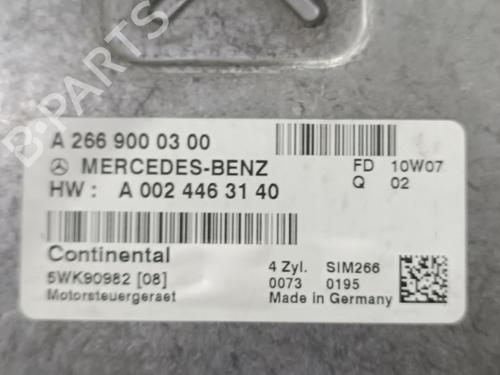 B-PARTS
A 266 900 03 00
MERCEDES-BENZ FD 10W07
HW : A 002 446 31 40 Q 02
Continental
5WK90982 [08] 4 Zyl. SIM266
0073 0195
Motorsteuergeraet Made in Germany